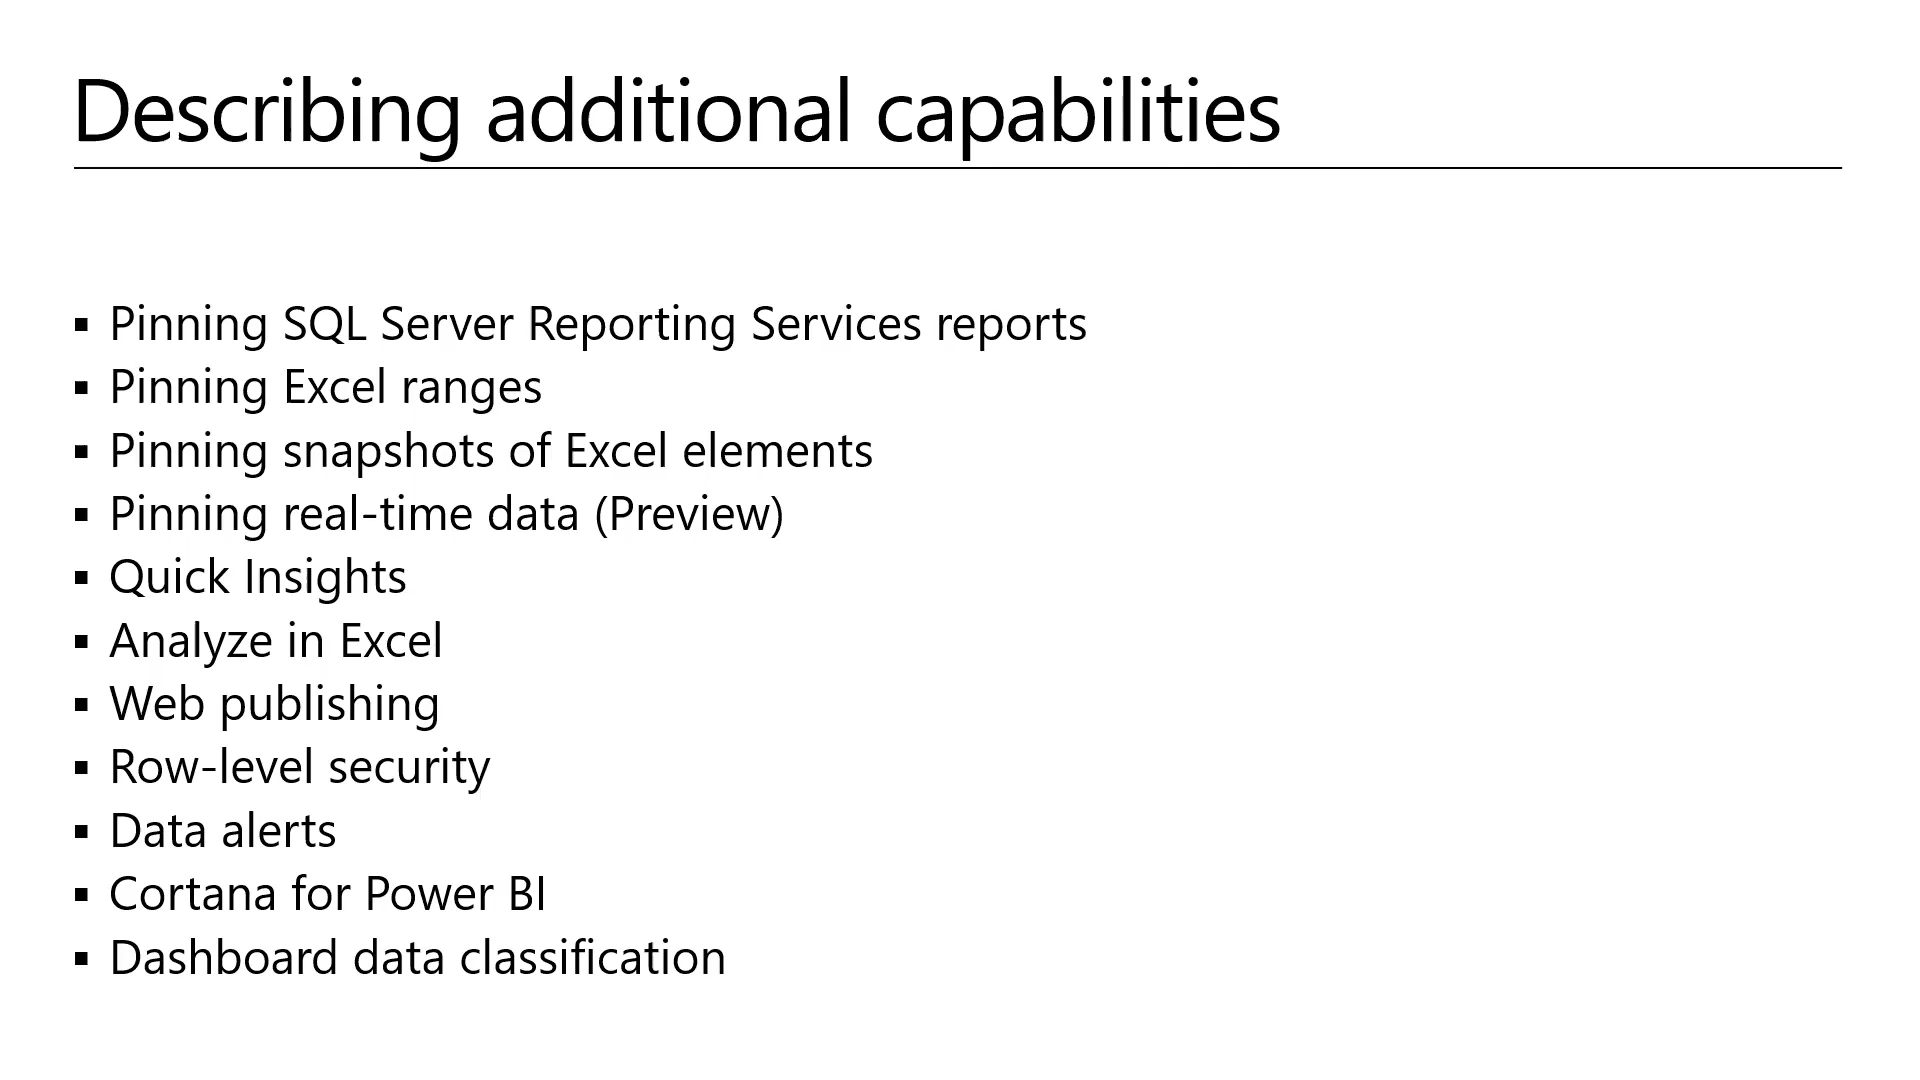 Describing additional capabilities
▪ Pinning SQL Server Reporting Services reports
▪ Pinning Excel ranges
▪ Pinning snapshots of Excel elements
▪ Pinning real-time data (Preview)
▪ Quick Insights
▪ Analyze in Excel
▪ Web publishing
▪ Row-level security
▪ Data alerts
▪ Cortana for Power BI
▪ Dashboard data classification